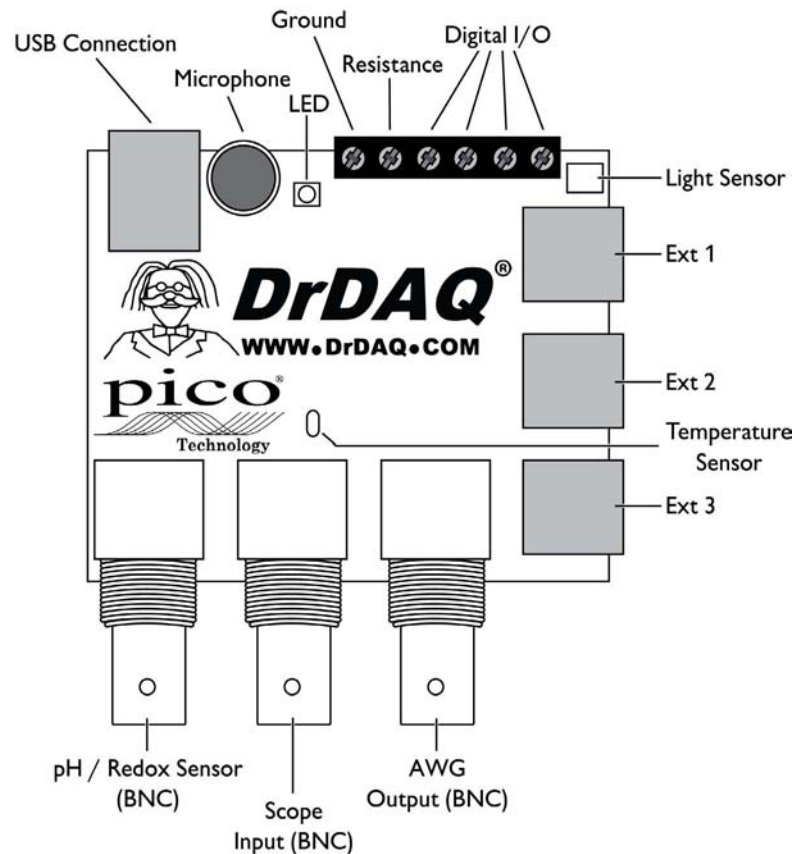 Ground
Digital I/O
USB Connection
Resistance
Microphone
LED
Light Sensor
Ext 1
DrDAQ®
WWW•DrDAQ•COM
Ext 2
pico®
Technology
Temperature
Sensor
Ext 3
pH / Redox Sensor
(BNC)
AWG
Output (BNC)
Scope
Input (BNC)